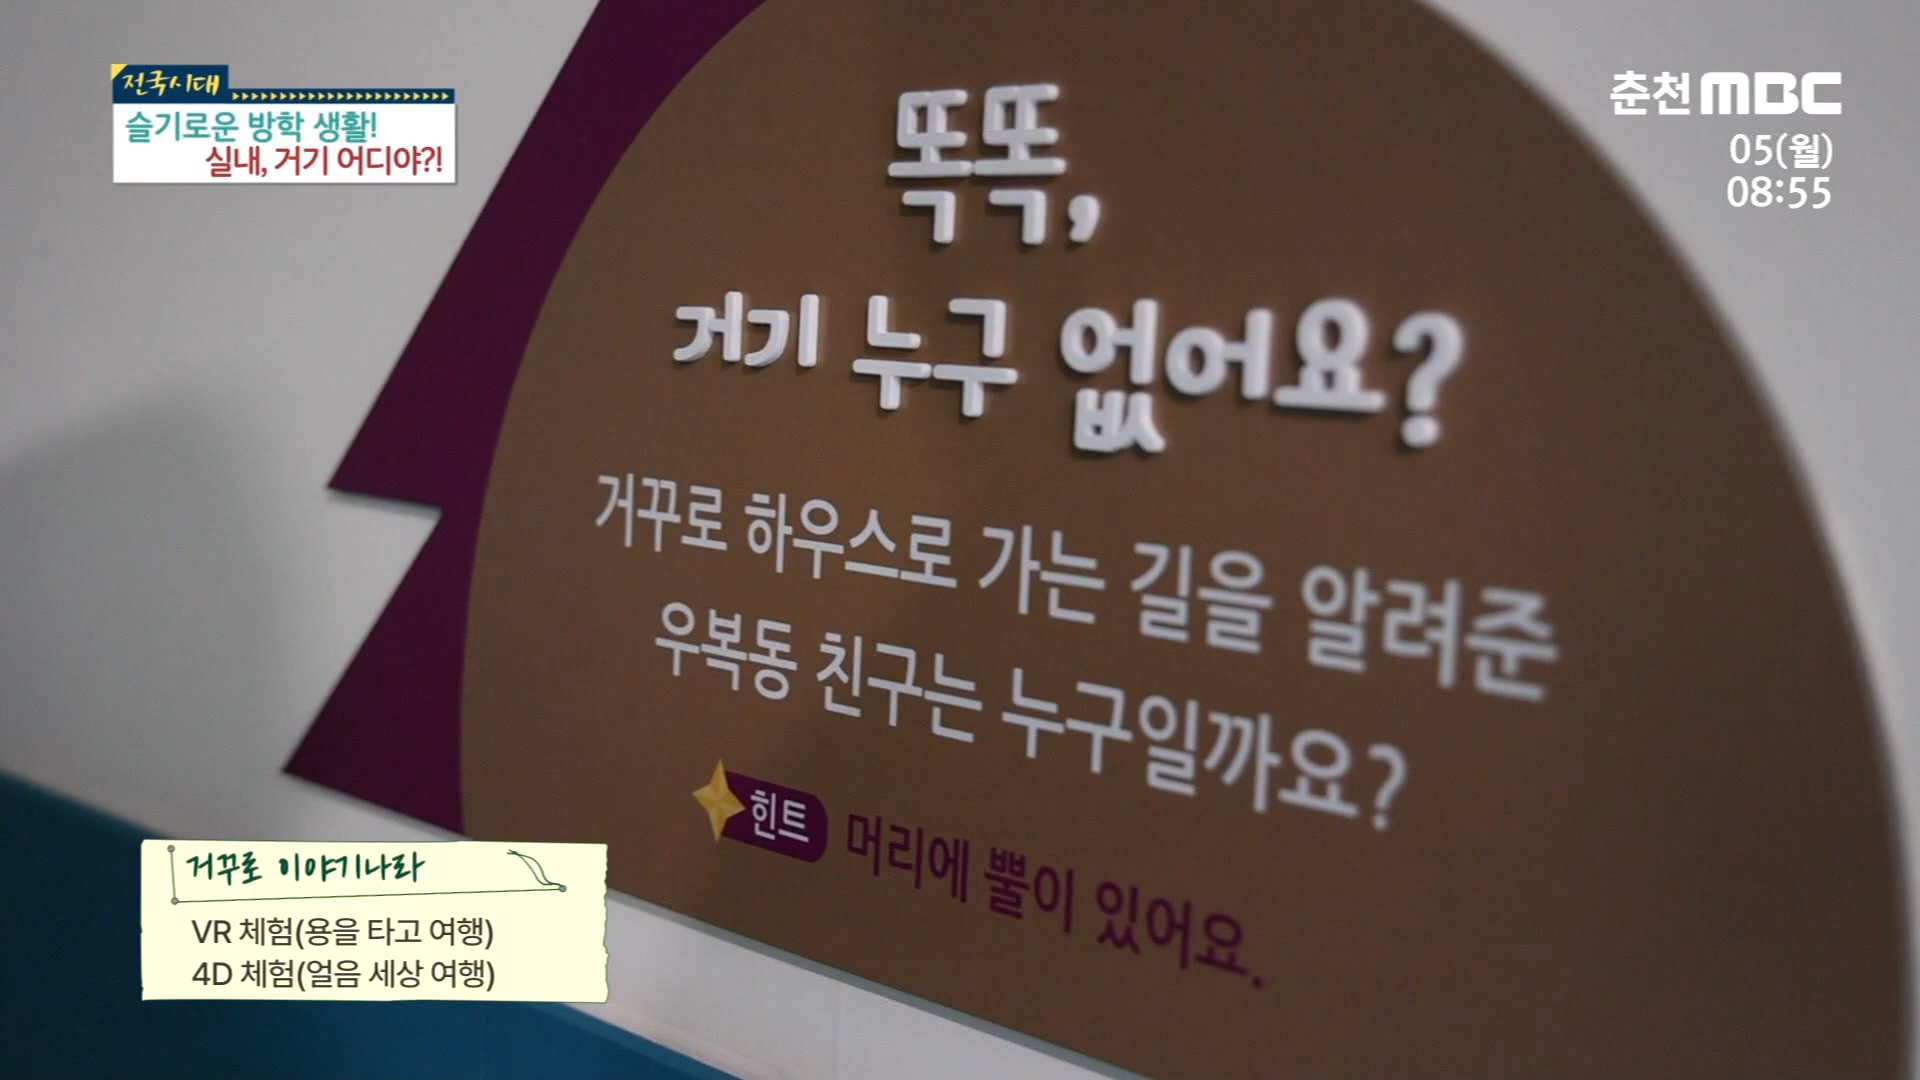 전국시대
슬기로운 방학 생활!
실내, 거기 어디야?!
춘천MBC
05(월)
08:55
똑똑,
거기 누구 없어요?
거꾸로 하우스로 가는 길을 알려준
우복동 친구는 누구일까요?
힌트 머리에 뿔이 있어요.
거꾸로 이야기나라
VR 체험(용을 타고 여행)
4D 체험(얼음 세상 여행)